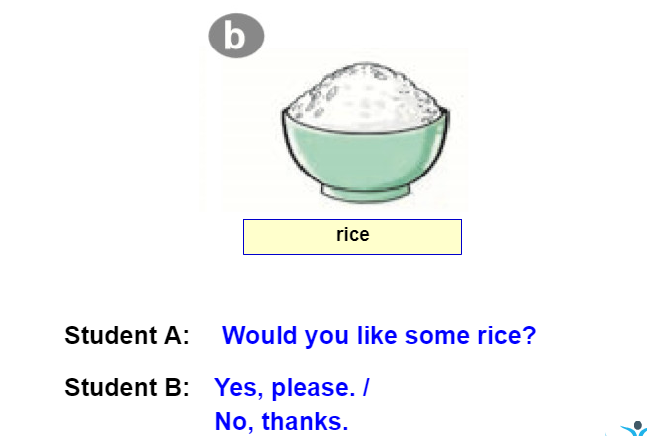 b
rice
Student A: Would you like some rice?
Student B: Yes, please. /
No, thanks.